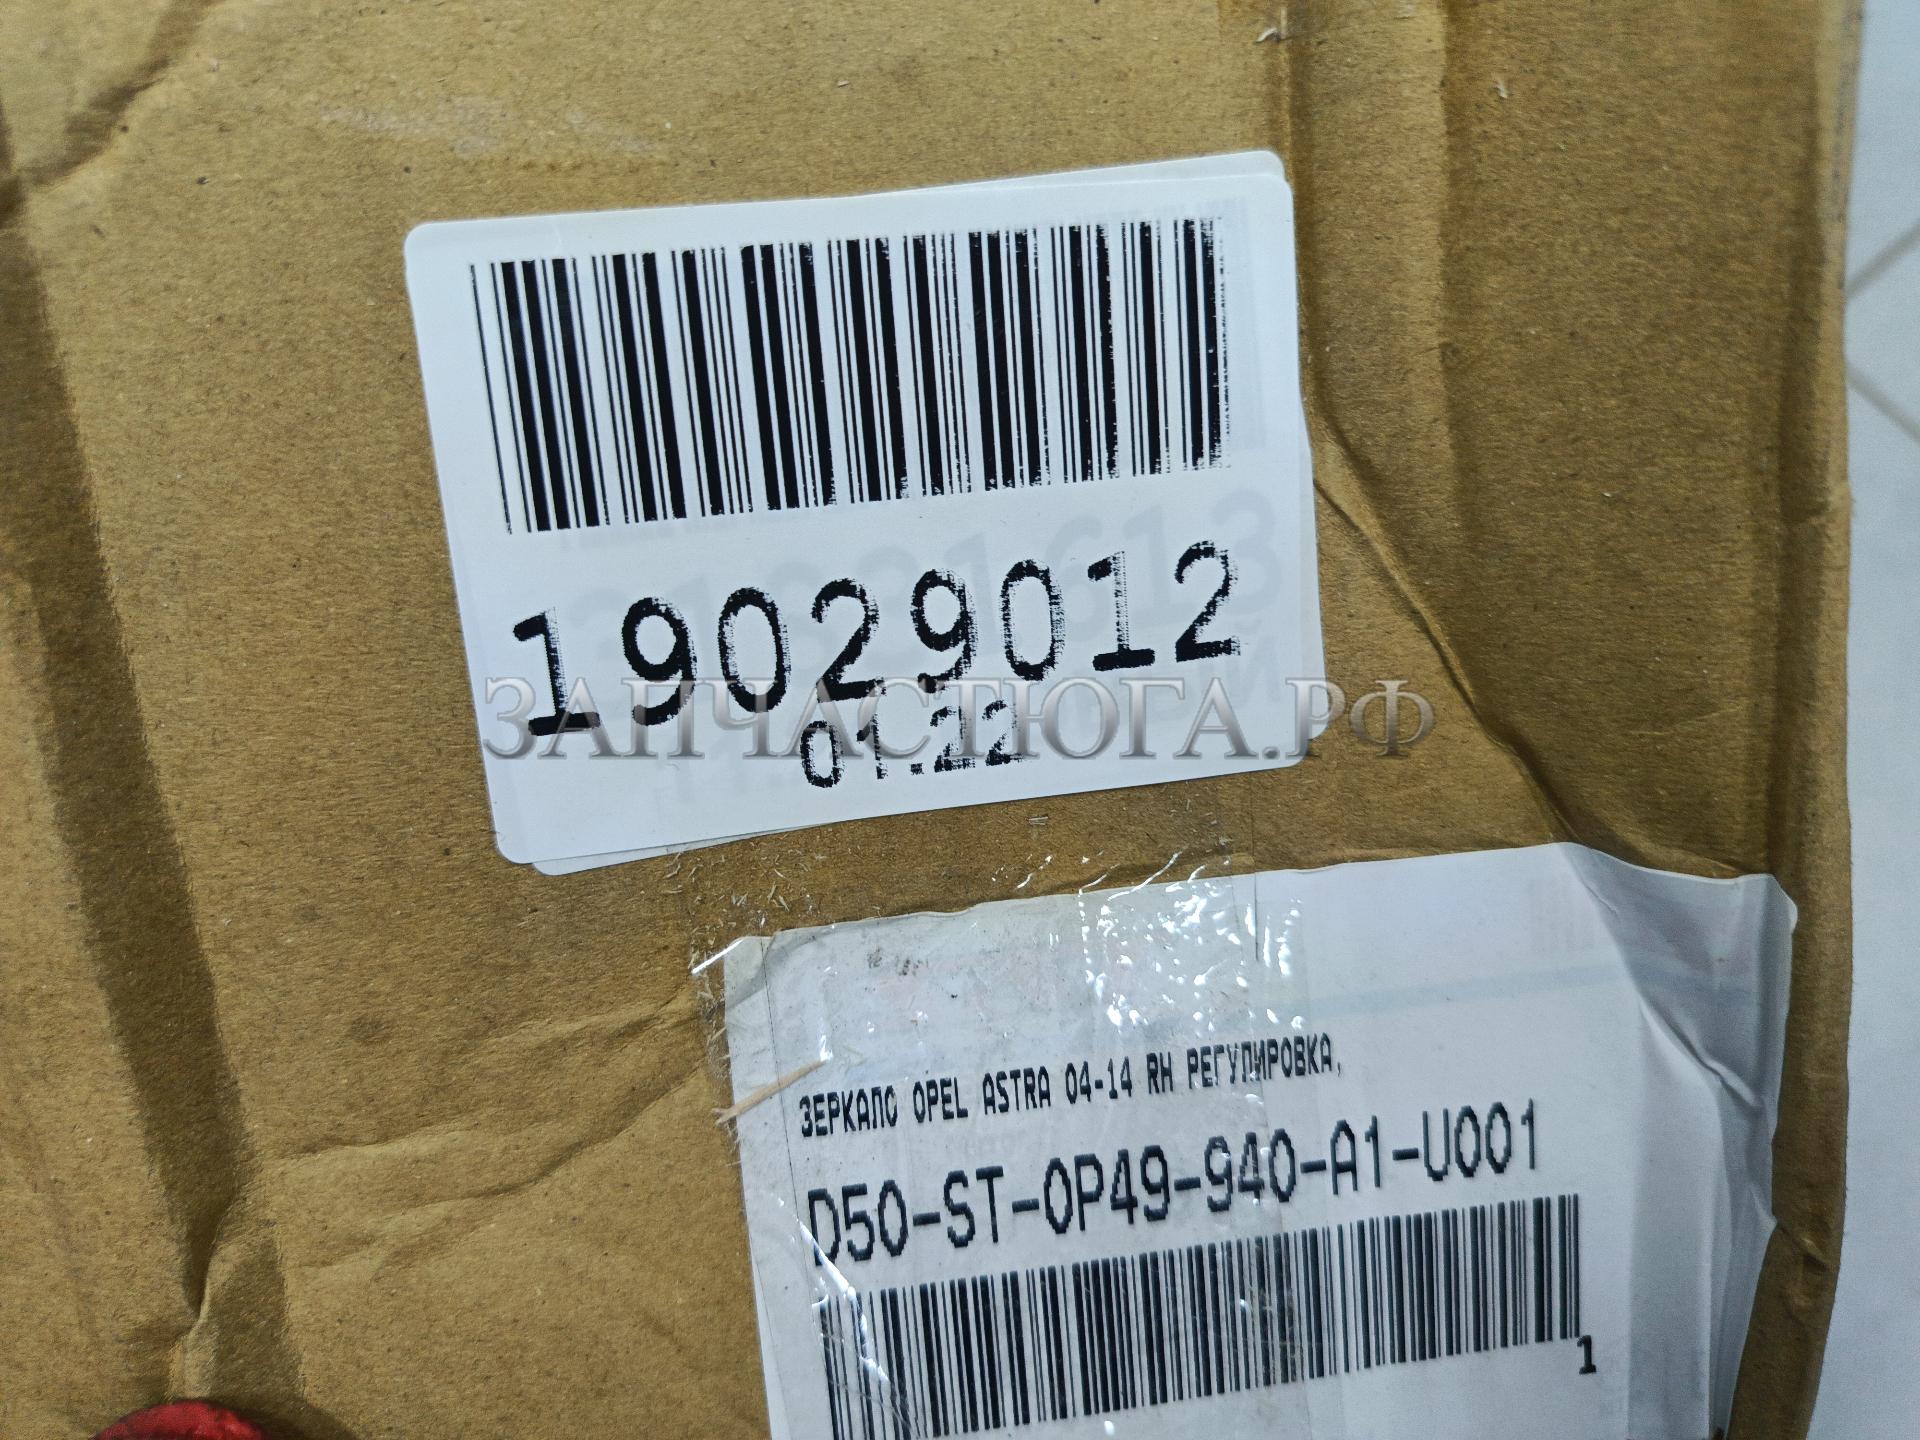 19029012
01.22
ЗАПЧАСТЮГА.РФ
ЗЕРКАЛО OPEL ASTRA 04-14 RH РЕГУЛИРОВКА,
D50-ST-OP49-940-A1-U001
1